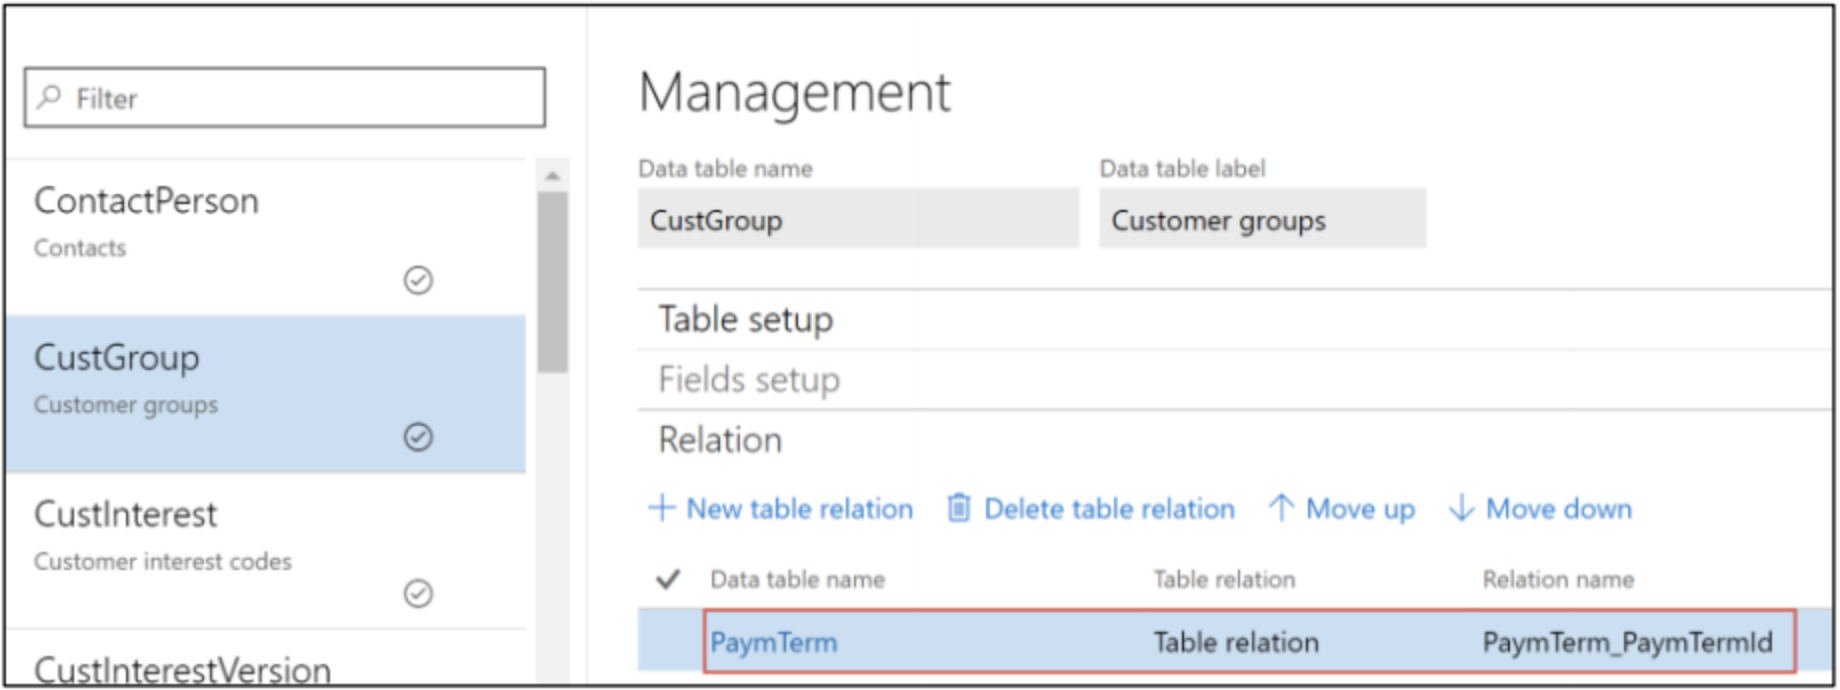 Filter
ContactPerson
Contacts
CustGroup
Customer groups
CustInterest
Customer interest codes
CustInterestVersion
Management
Data table name Data table label
CustGroup Customer groups
Table setup
Fields setup
Relation
New table relation Delete table relation Move up Move down
Data table name Table relation Relation name
PaymTerm Table relation PaymTerm_PaymTermId